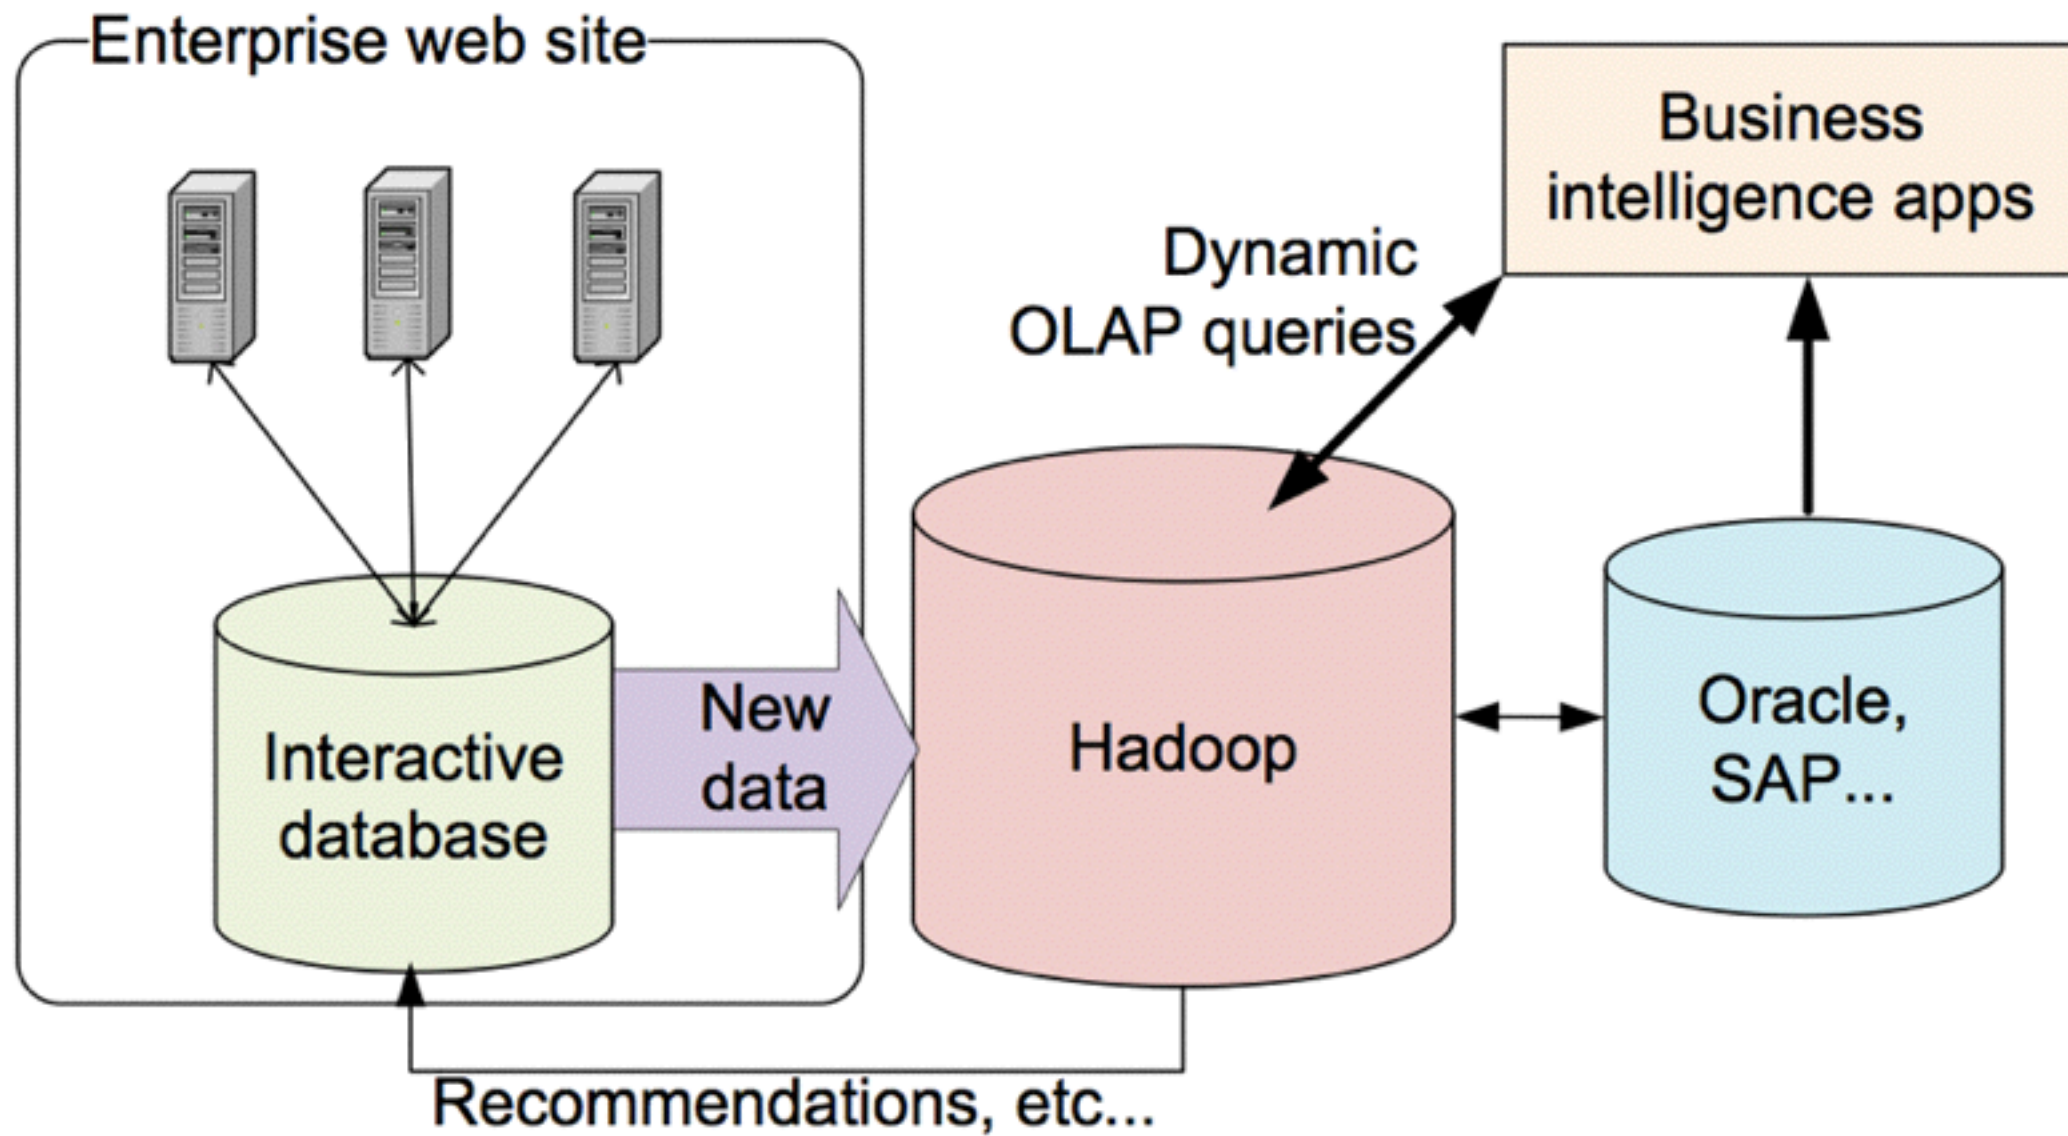 Enterprise web site
Business
intelligence apps
Dynamic
OLAP queries
Interactive
database
New
data
Hadoop
Oracle,
SAP...
Recommendations, etc...